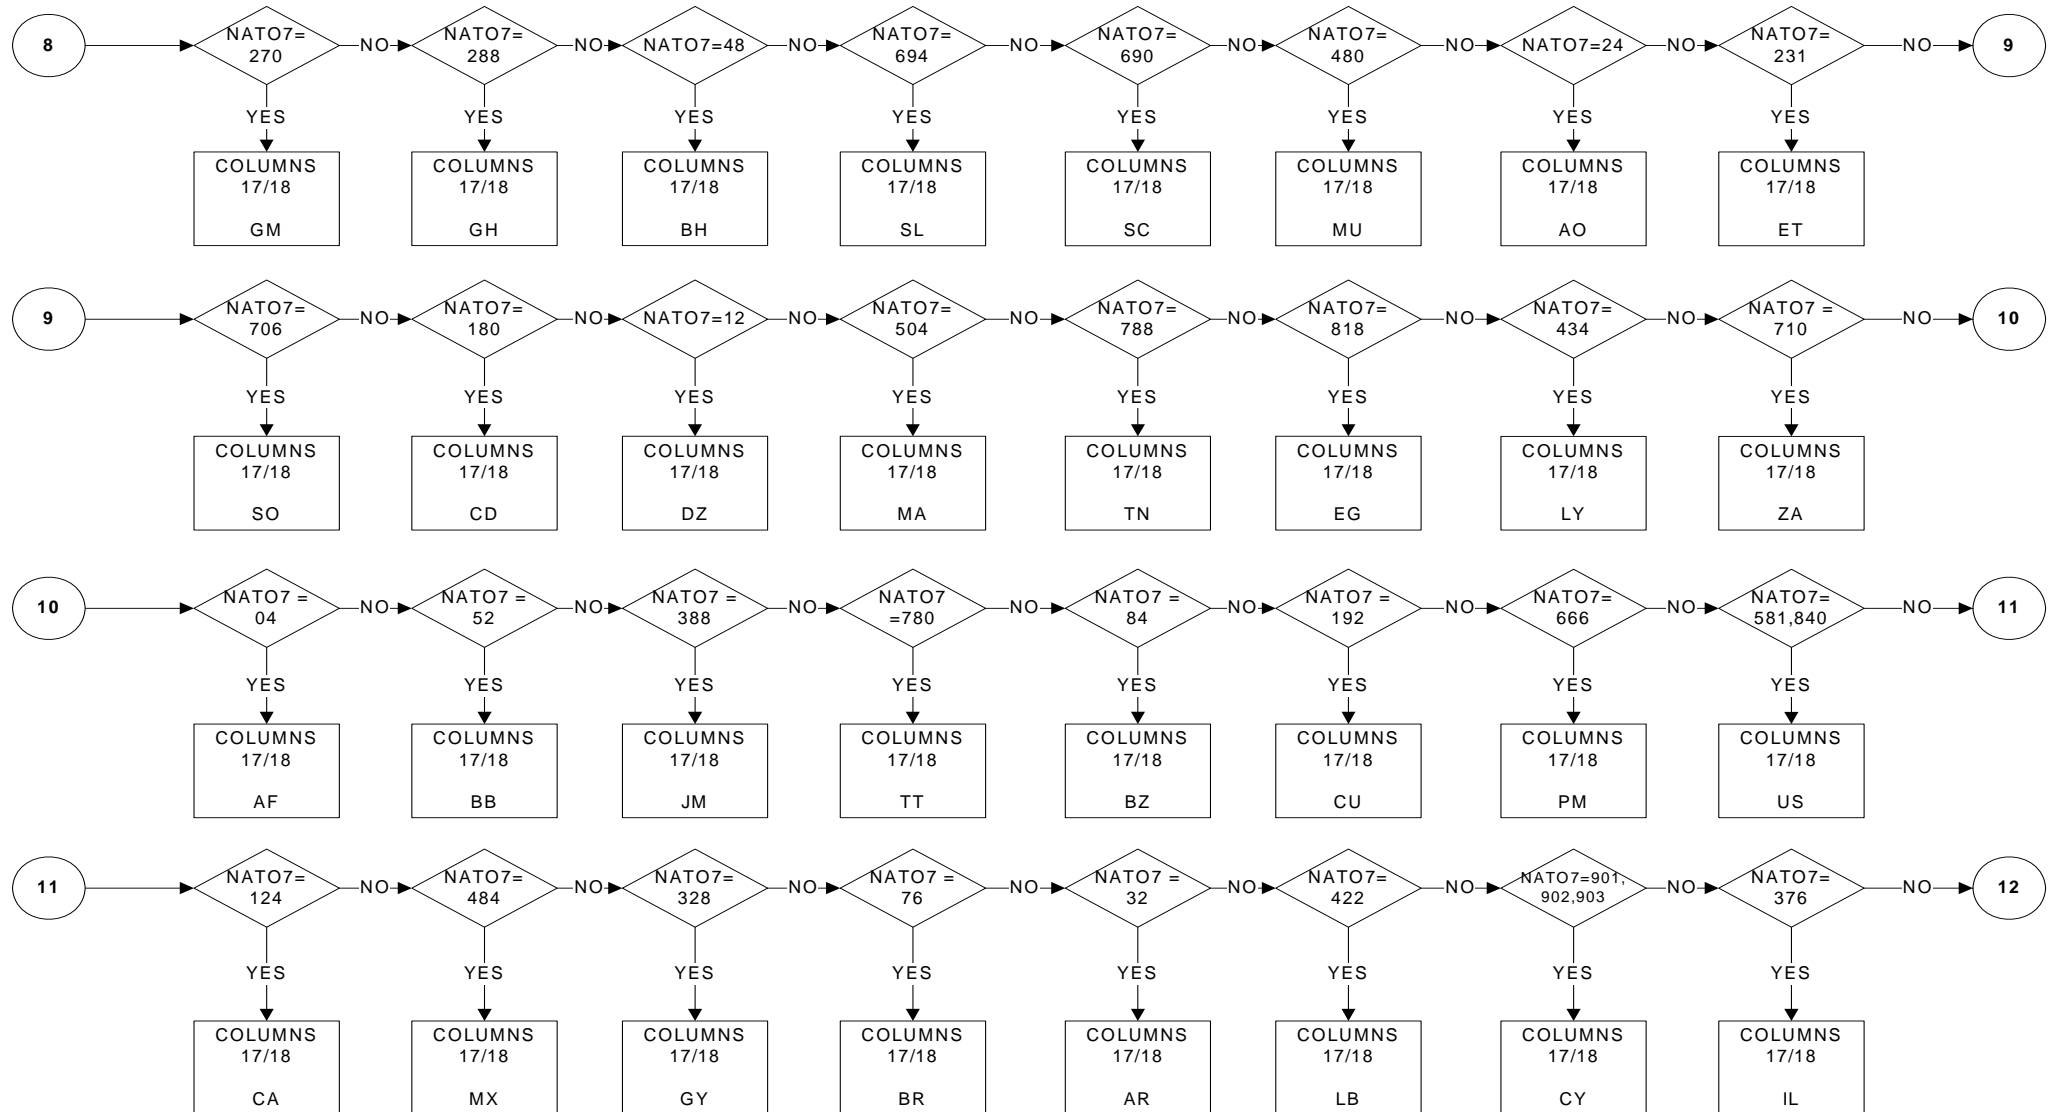 8
NATO7=
270
NO
NATO7=
288
NO
NATO7=48
NO
NATO7=
694
NO
NATO7=
690
NO
NATO7=
480
NO
NATO7=24
NO
NATO7=
231
NO
9
YES
YES
YES
YES
YES
YES
YES
YES
COLUMNS
17/18
GM
COLUMNS
17/18
GH
COLUMNS
17/18
BH
COLUMNS
17/18
SL
COLUMNS
17/18
SC
COLUMNS
17/18
MU
COLUMNS
17/18
AO
COLUMNS
17/18
ET
9
NATO7=
706
NO
NATO7=
180
NO
NATO7=12
NO
NATO7=
504
NO
NATO7=
788
NO
NATO7=
818
NO
NATO7=
434
NO
NATO7 =
710
NO
10
YES
YES
YES
YES
YES
YES
YES
YES
COLUMNS
17/18
SO
COLUMNS
17/18
CD
COLUMNS
17/18
DZ
COLUMNS
17/18
MA
COLUMNS
17/18
TN
COLUMNS
17/18
EG
COLUMNS
17/18
LY
COLUMNS
17/18
ZA
10
NATO7 =
04
NO
NATO7 =
52
NO
NATO7 =
388
NO
NATO7
=780
NO
NATO7 =
84
NO
NATO7 =
192
NO
NATO7=
666
NO
NATO7=
581,840
NO
11
YES
YES
YES
YES
YES
YES
YES
YES
COLUMNS
17/18
AF
COLUMNS
17/18
BB
COLUMNS
17/18
JM
COLUMNS
17/18
TT
COLUMNS
17/18
BZ
COLUMNS
17/18
CU
COLUMNS
17/18
PM
COLUMNS
17/18
US
11
NATO7=
124
NO
NATO7=
484
NO
NATO7=
328
NO
NATO7 =
76
NO
NATO7 =
32
NO
NATO7=
422
NO
NATO7=901,
902,903
NO
NATO7=
376
NO
12
YES
YES
YES
YES
YES
YES
YES
YES
COLUMNS
17/18
CA
COLUMNS
17/18
MX
COLUMNS
17/18
GY
COLUMNS
17/18
BR
COLUMNS
17/18
AR
COLUMNS
17/18
LB
COLUMNS
17/18
CY
COLUMNS
17/18
IL